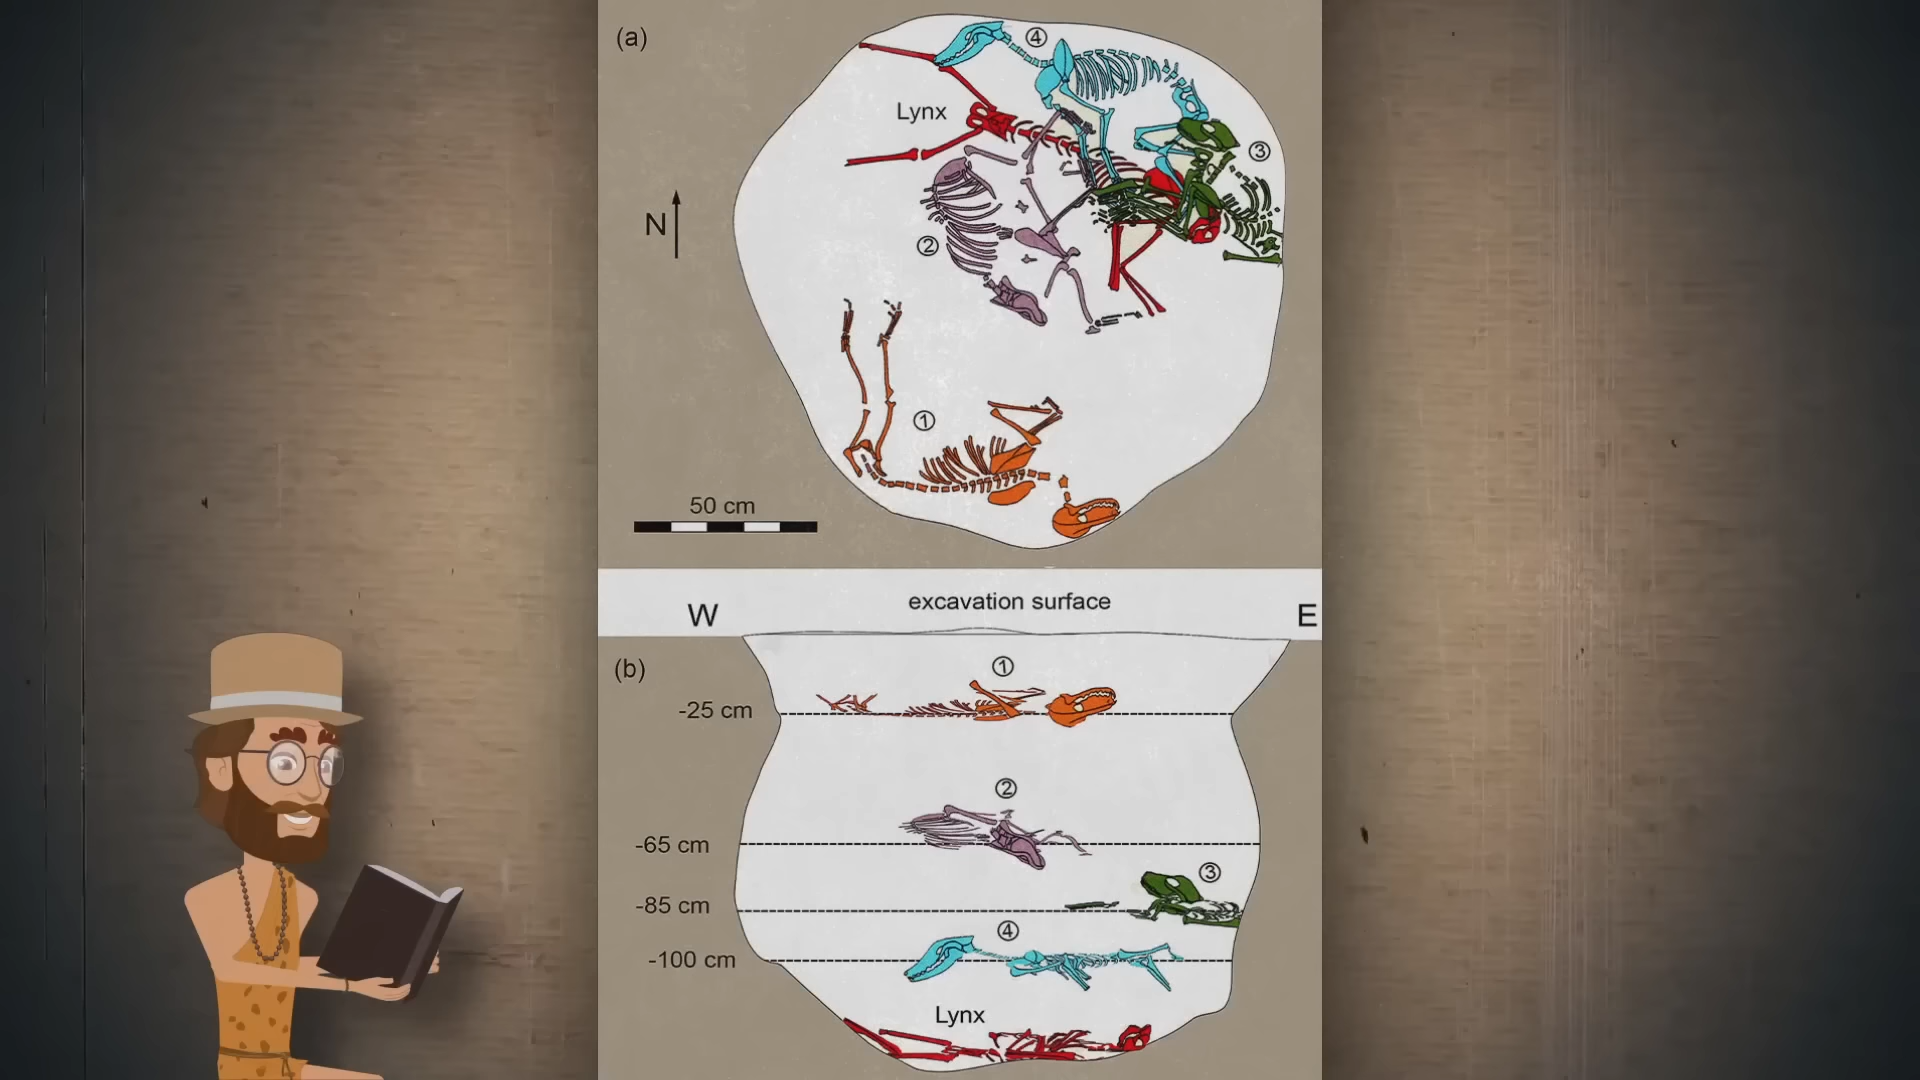 (a)
④
Lynx
③
N
②
①
50 cm
excavation surface
W
E
(b)
①
-25 cm
②
-65 cm
③
-85 cm
④
-100 cm
Lynx